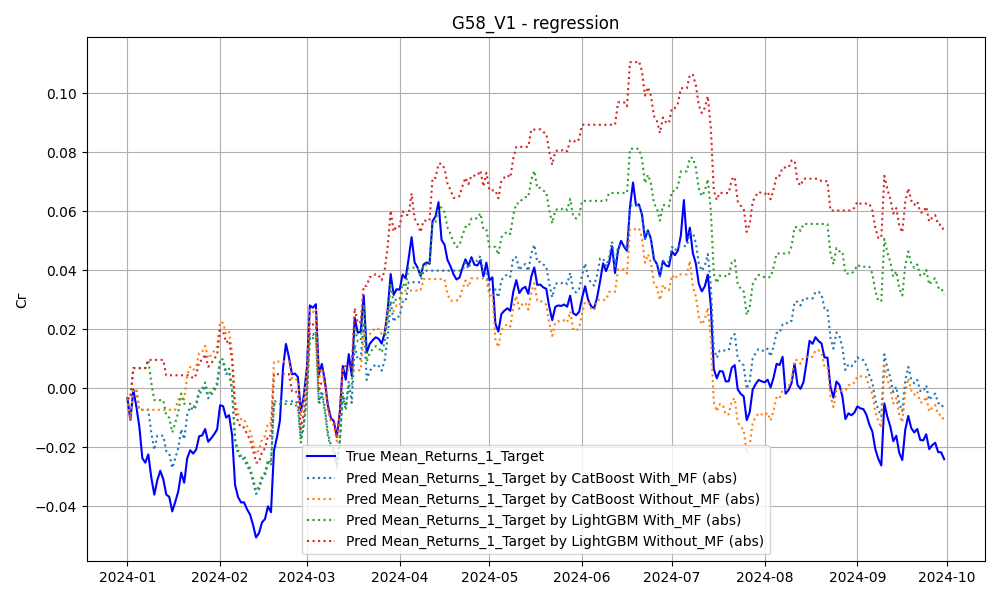 G58_V1 - regression
0.10
0.08
0.06
0.04
0.02
0.00
−0.02
−0.04
Cr
True Mean_Returns_1_Target
Pred Mean_Returns_1_Target by CatBoost With_MF (abs)
Pred Mean_Returns_1_Target by CatBoost Without_MF (abs)
Pred Mean_Returns_1_Target by LightGBM With_MF (abs)
Pred Mean_Returns_1_Target by LightGBM Without_MF (abs)
2024-01 2024-02 2024-03 2024-04 2024-05 2024-06 2024-07 2024-08 2024-09 2024-10